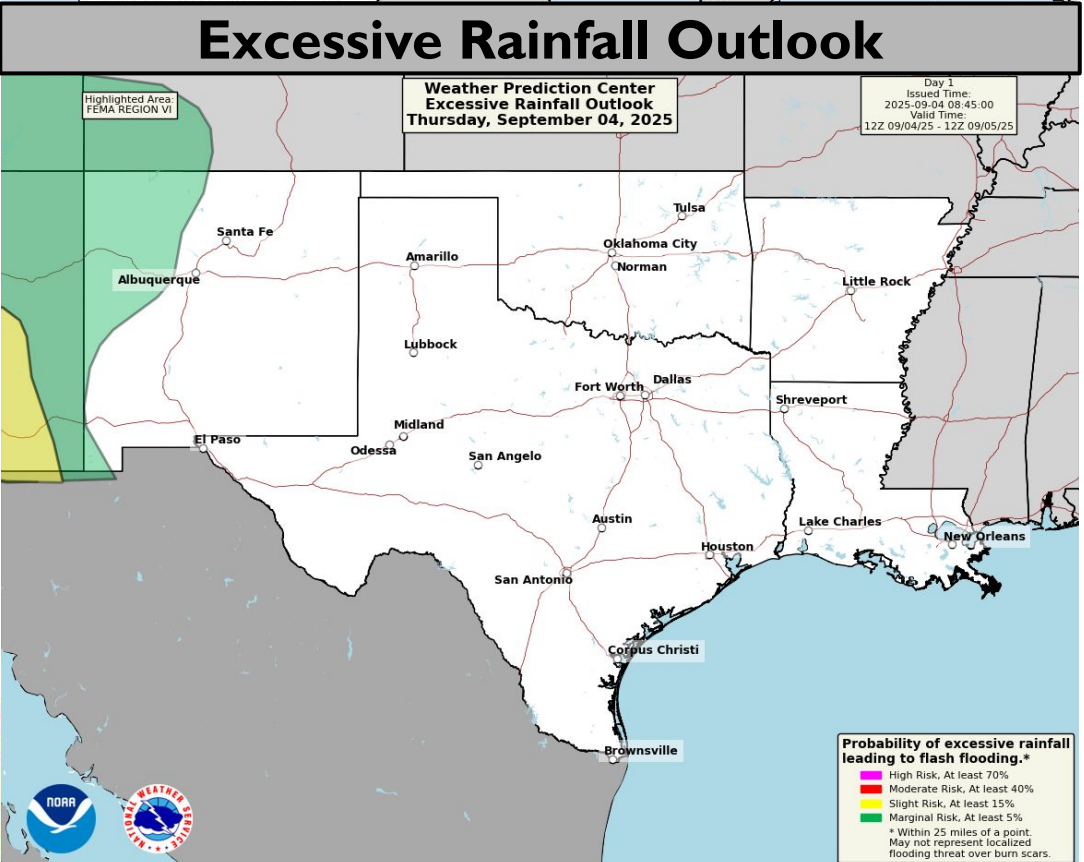 Excessive Rainfall Outlook
Highlighted Area:
FEMA REGION VI
Weather Prediction Center
Excessive Rainfall Outlook
Thursday, September 04, 2025
Day 1
Issued Time:
2025-09-04 08:45:00
Valid Time:
12Z 09/04/25 - 12Z 09/05/25
Tulsa
Santa Fe
Oklahoma City
Amarillo
Norman
Albuquerque
Little Rock
Lubbock
Fort Worth
Dallas
Shreveport
Midland
El Paso
Odessa
San Angelo
Austin
Lake Charles
New Orleans
Houston
San Antonio
Corpus Christi
Brownsville
Probability of excessive rainfall
leading to flash flooding.*
High Risk, At least 70%
Moderate Risk, At least 40%
Slight Risk, At least 15%
Marginal Risk, At least 5%
* Within 25 miles of a point.
May not represent localized
flooding threat over burn scars.
NOAA
NATIONAL WEATHER SERVICE